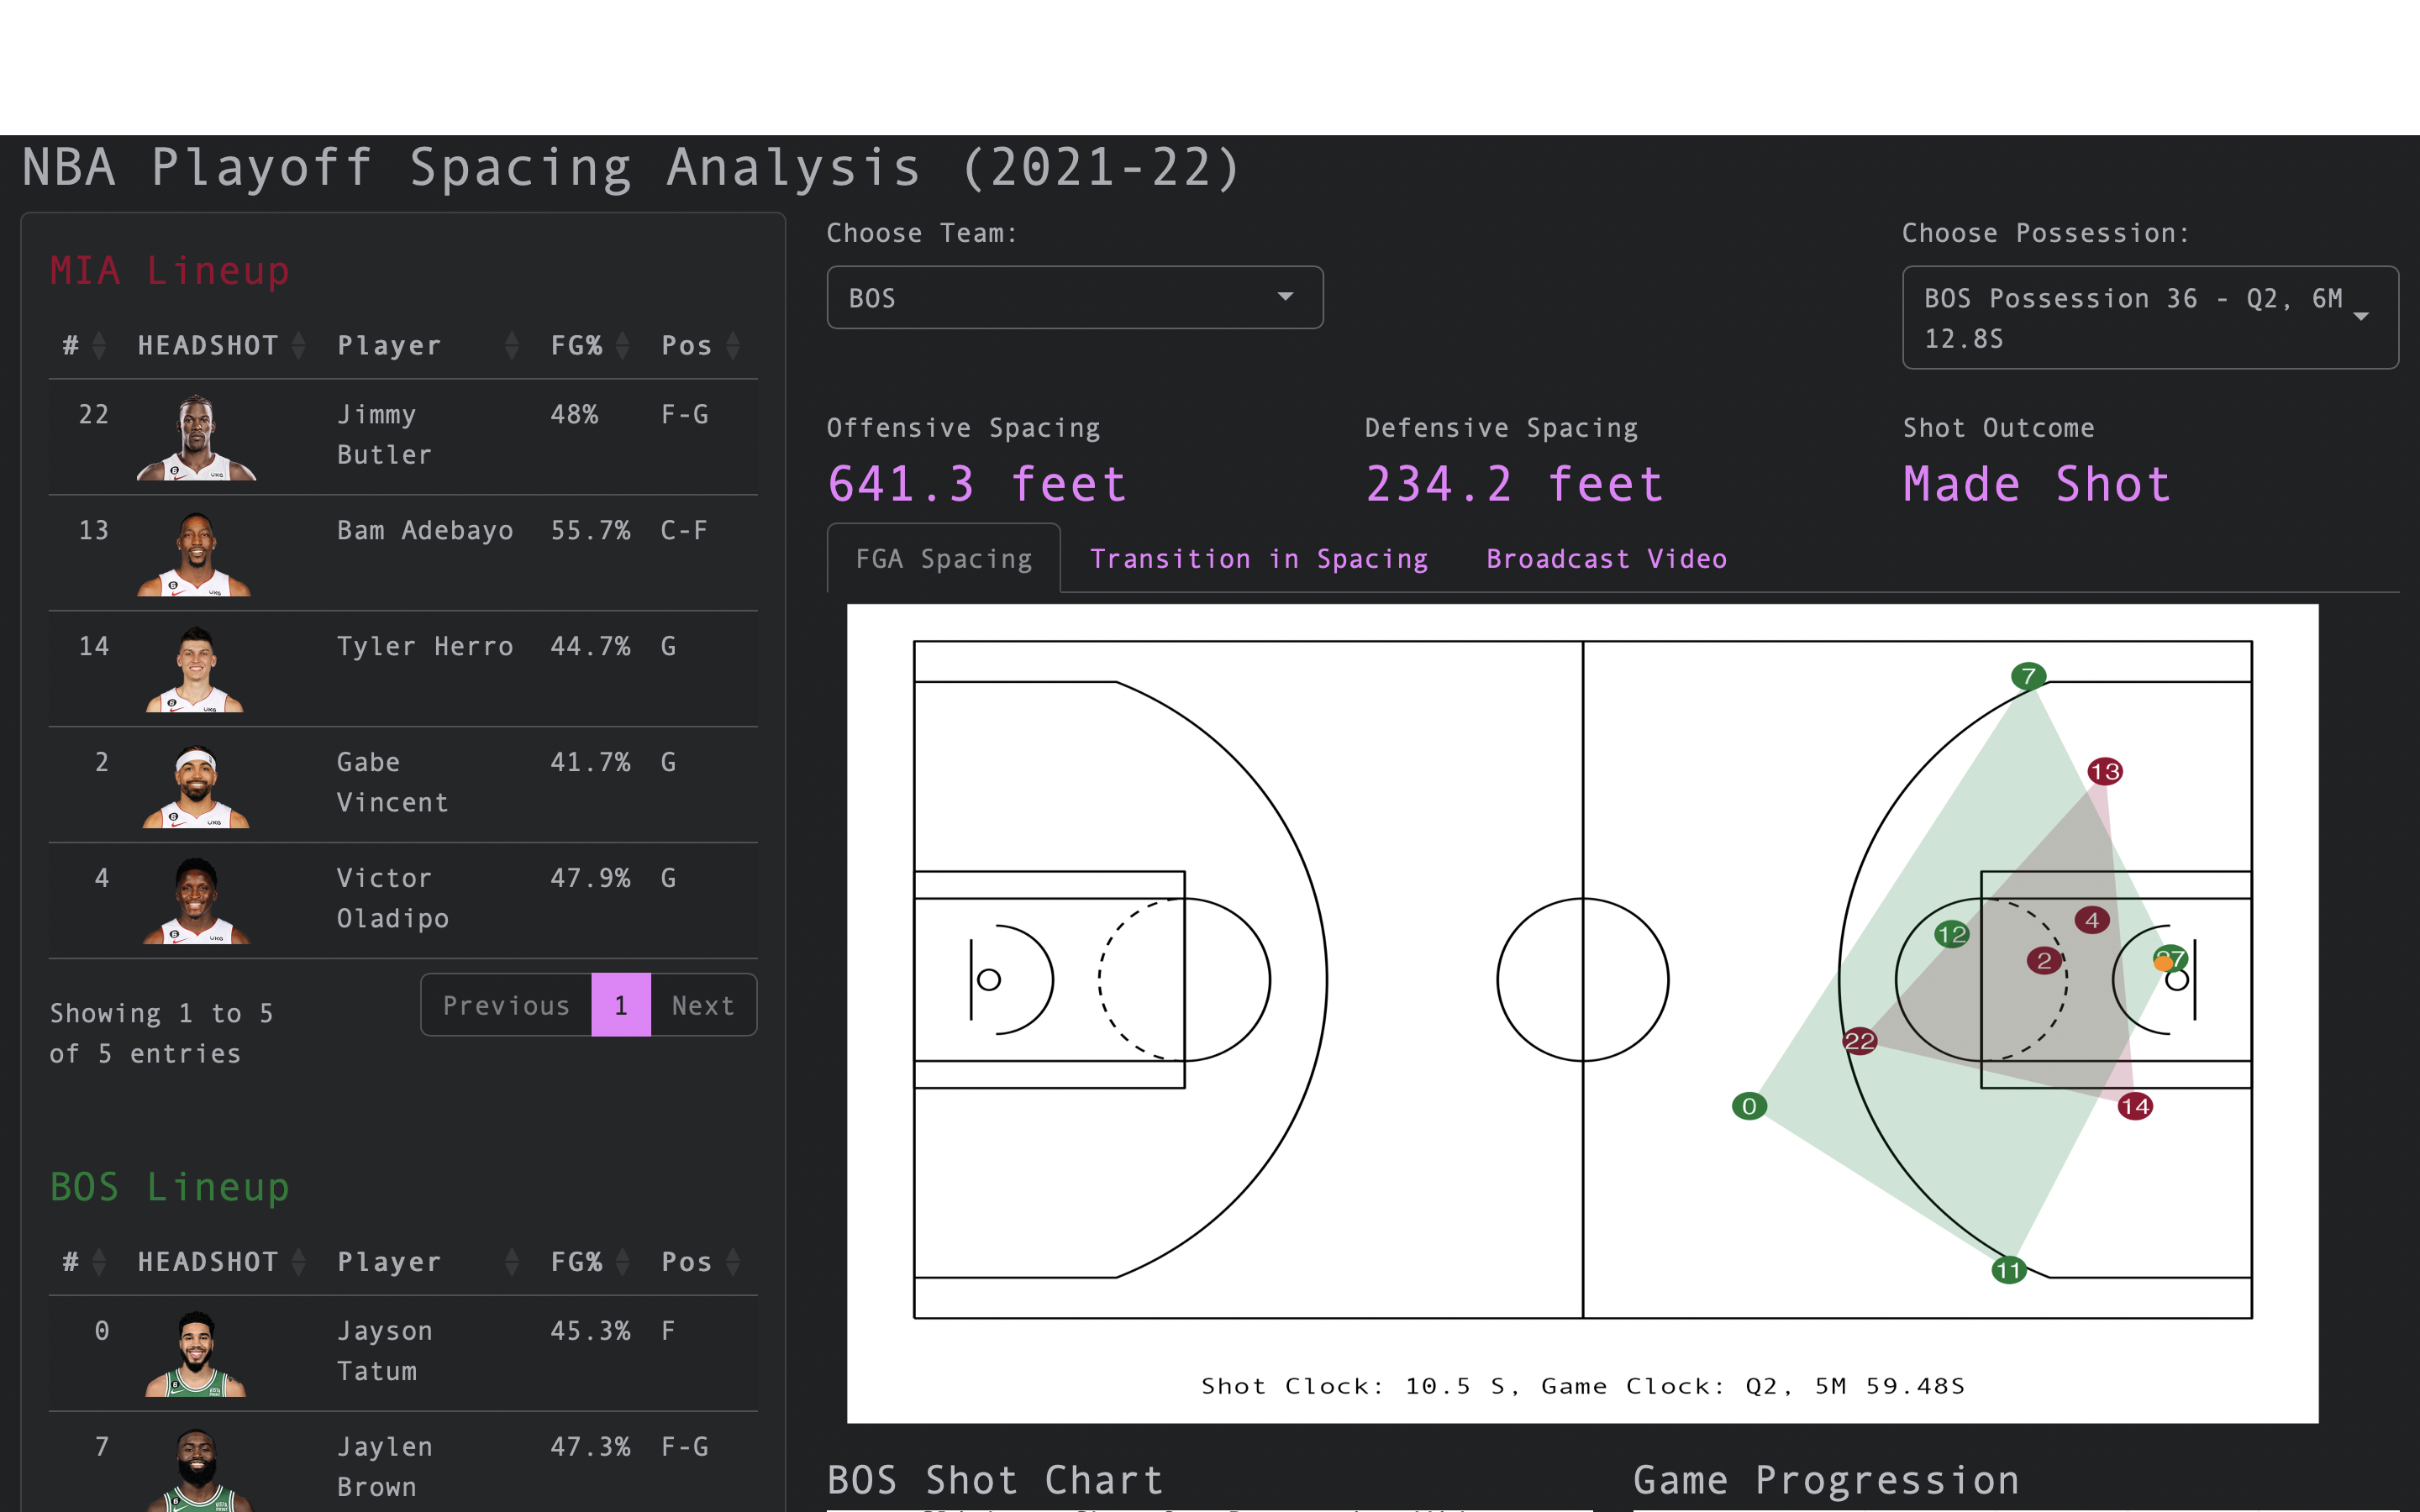 NBA Playoff Spacing Analysis (2021-22)
MIA Lineup
# HEADSHOT Player FG% Pos
22 Jimmy Butler 48% F-G
13 Bam Adebayo 55.7% C-F
14 Tyler Herro 44.7% G
2 Gabe Vincent 41.7% G
4 Victor Oladipo 47.9% G
Showing 1 to 5
of 5 entries
Previous 1 Next
BOS Lineup
# HEADSHOT Player FG% Pos
0 Jayson Tatum 45.3% F
7 Jaylen Brown 47.3% F-G
Choose Team:
BOS
Choose Possession:
BOS Possession 36 - Q2, 6M
12.8S
Offensive Spacing
641.3 feet
Defensive Spacing
234.2 feet
Shot Outcome
Made Shot
FGA Spacing Transition in Spacing Broadcast Video
7
13
4
12
2
22
0
14
11
Shot Clock: 10.5 S, Game Clock: Q2, 5M 59.48S
BOS Shot Chart
Game Progression